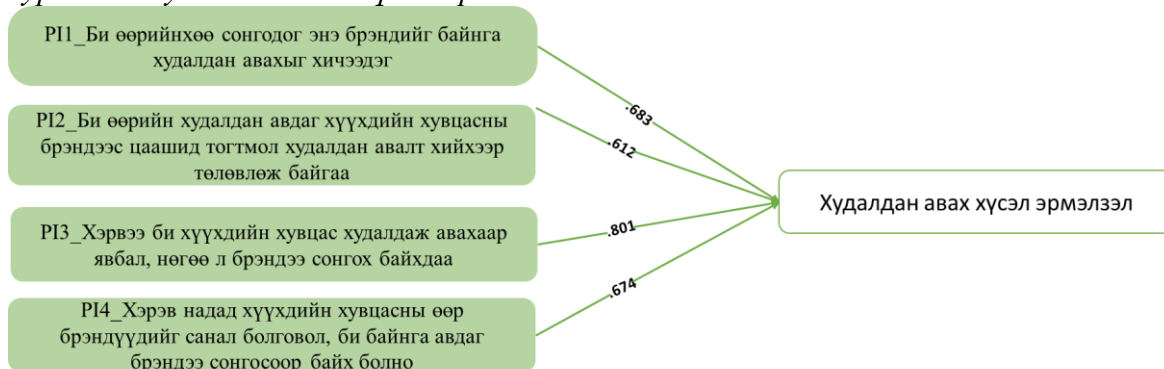 PI1_Би өөрийнхөө сонгодог энэ брэндийг байнга
худалдан авахыг хичээдэг
.683
PI2_Би өөрийн худалдан авдаг хүүхдийн хувцасны
брэндээс цаашид тогтмол худалдан авалт хийхээр
төлөвлөж байгаа
.612
Худалдан авах хүсэл эрмэлзэл
PI3_Хэрвээ би хүүхдийн хувцас худалдаж авахаар
явбал, нөгөө л брэндээ сонгох байхдаа
.801
PI4_Хэрэв надад хүүхдийн хувцасны өөр
брэндүүдийг санал болговол, би байнга авдаг
брэндээ сонгосоор байх болно
.674